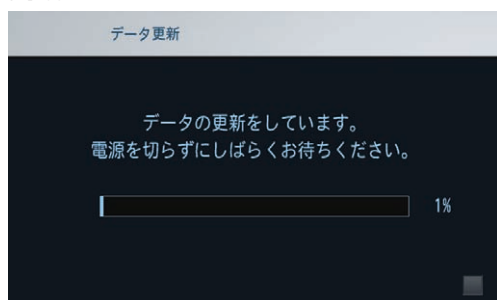 データ更新
データの更新をしています。
電源を切らずにしばらくお待ちください。
1%